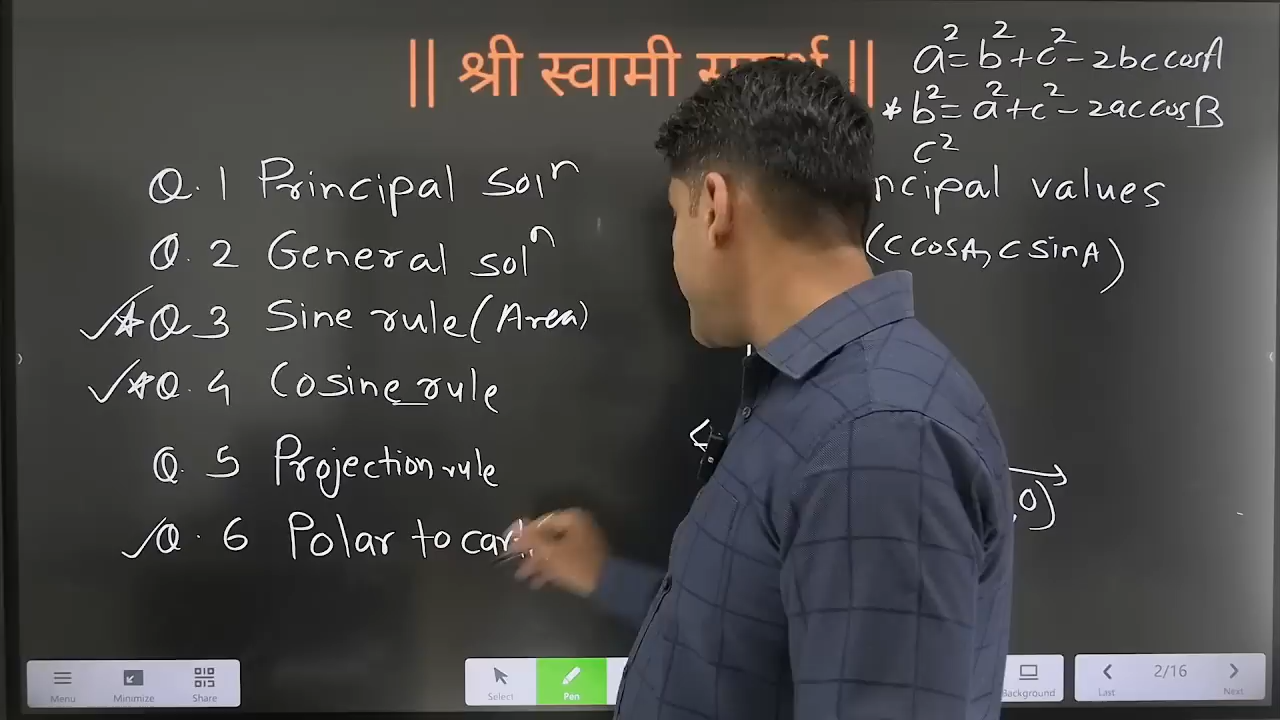 || श्री स्वामी समर्थ ||
a² = b² + c² - 2bc cosA
* b² = a² + c² - 2ac cosB
c²
Q. 1 Principal solⁿ
Q. 2 General solⁿ
Q. 3 Sine rule (Area)
Q. 4 Cosine rule
Q. 5 Projection rule
Q. 6 Polar to
values
(c cosA, c sinA)
, 0)
Menu
Minimize
Share
Select
Pen
Background
Last
2/16
Next